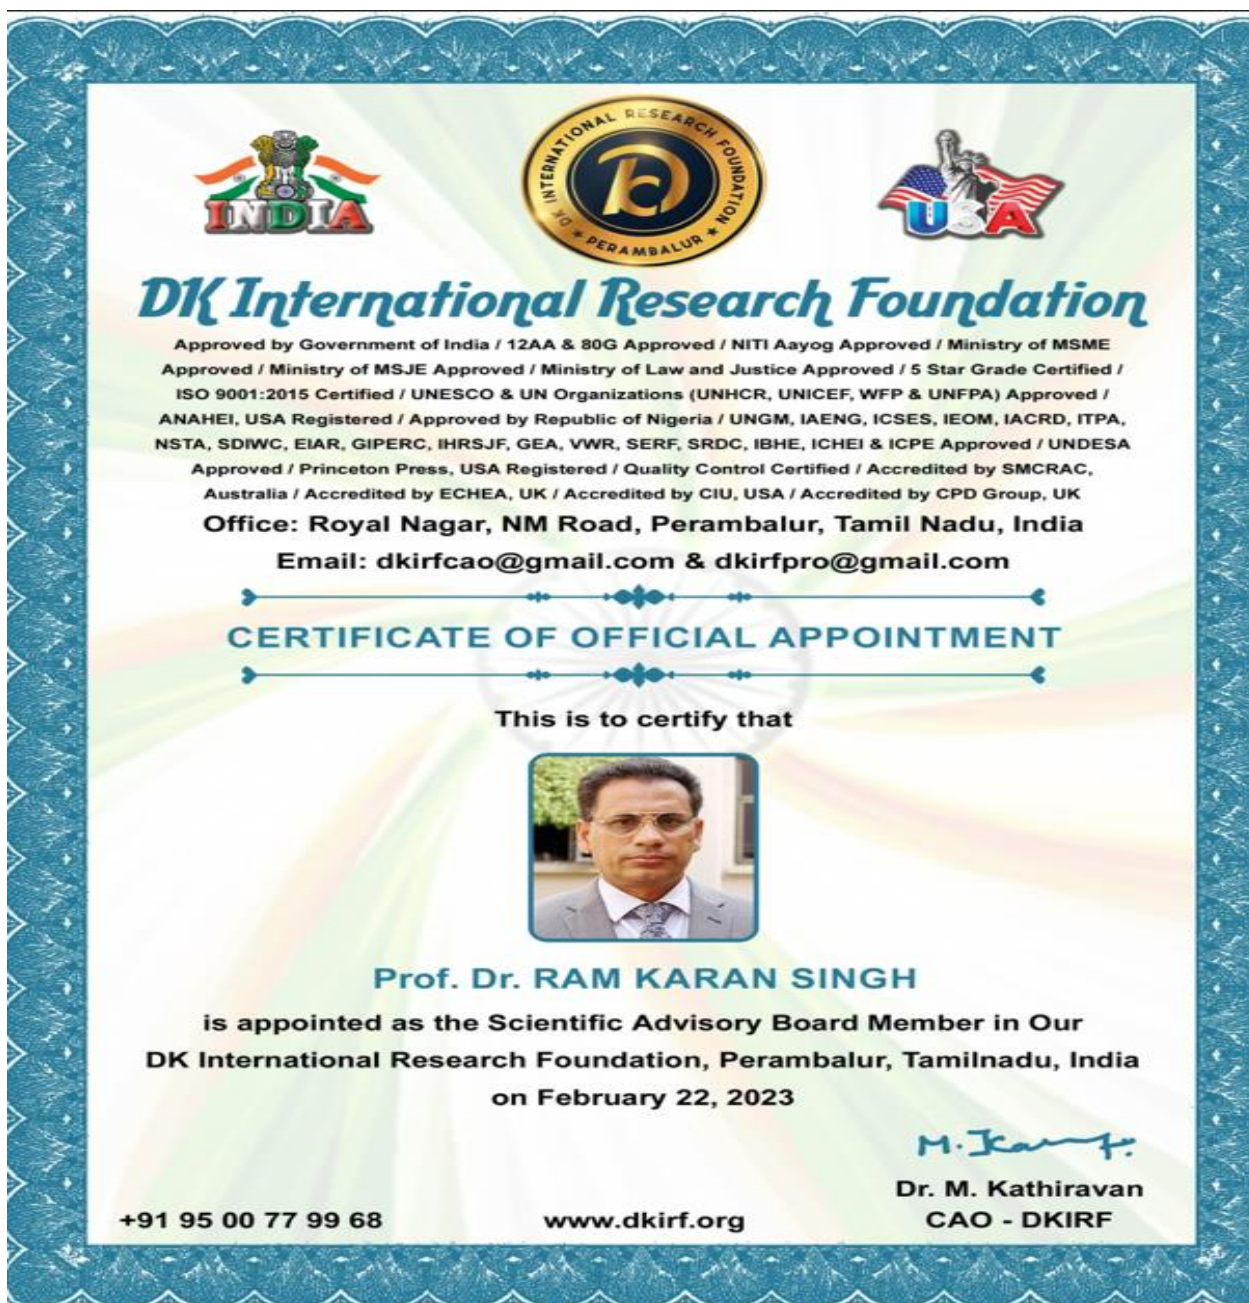 INDIA
DK INTERNATIONAL RESEARCH FOUNDATION
★ PERAMBALUR ★
USA
DK International Research Foundation
Approved by Government of India / 12AA & 80G Approved / NITI Aayog Approved / Ministry of MSME
Approved / Ministry of MSJE Approved / Ministry of Law and Justice Approved / 5 Star Grade Certified /
ISO 9001:2015 Certified / UNESCO & UN Organizations (UNHCR, UNICEF, WFP & UNFPA) Approved /
ANAHEI, USA Registered / Approved by Republic of Nigeria / UNGM, IAENG, ICSES, IEOM, IACRD, ITPA,
NSTA, SDIWC, EIAR, GIPERC, IHRSJF, GEA, VWR, SERF, SRDC, IBHE, ICHEI & ICPE Approved / UNDESA
Approved / Princeton Press, USA Registered / Quality Control Certified / Accredited by SMCRAC,
Australia / Accredited by ECHEA, UK / Accredited by CIU, USA / Accredited by CPD Group, UK
Office: Royal Nagar, NM Road, Perambalur, Tamil Nadu, India
Email: dkirfcao@gmail.com & dkirfpro@gmail.com
CERTIFICATE OF OFFICIAL APPOINTMENT
This is to certify that
Prof. Dr. RAM KARAN SINGH
is appointed as the Scientific Advisory Board Member in Our
DK International Research Foundation, Perambalur, Tamilnadu, India
on February 22, 2023
Dr. M. Kathiravan
+91 95 00 77 99 68 www.dkirf.org CAO - DKIRF